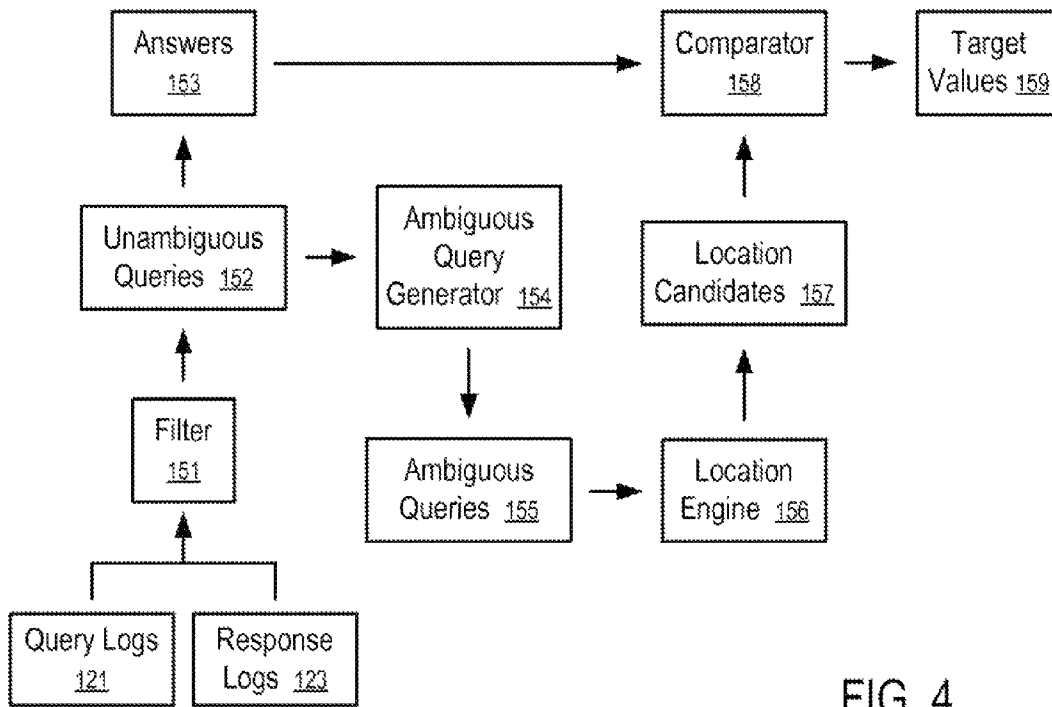 Answers
153
Comparator
158
Target
Values 159
Unambiguous
Queries 152
Ambiguous
Query
Generator 154
Location
Candidates 157
Filter
151
Ambiguous
Queries 155
Location
Engine 156
Query Logs
121
Response
Logs 123
FIG. 4